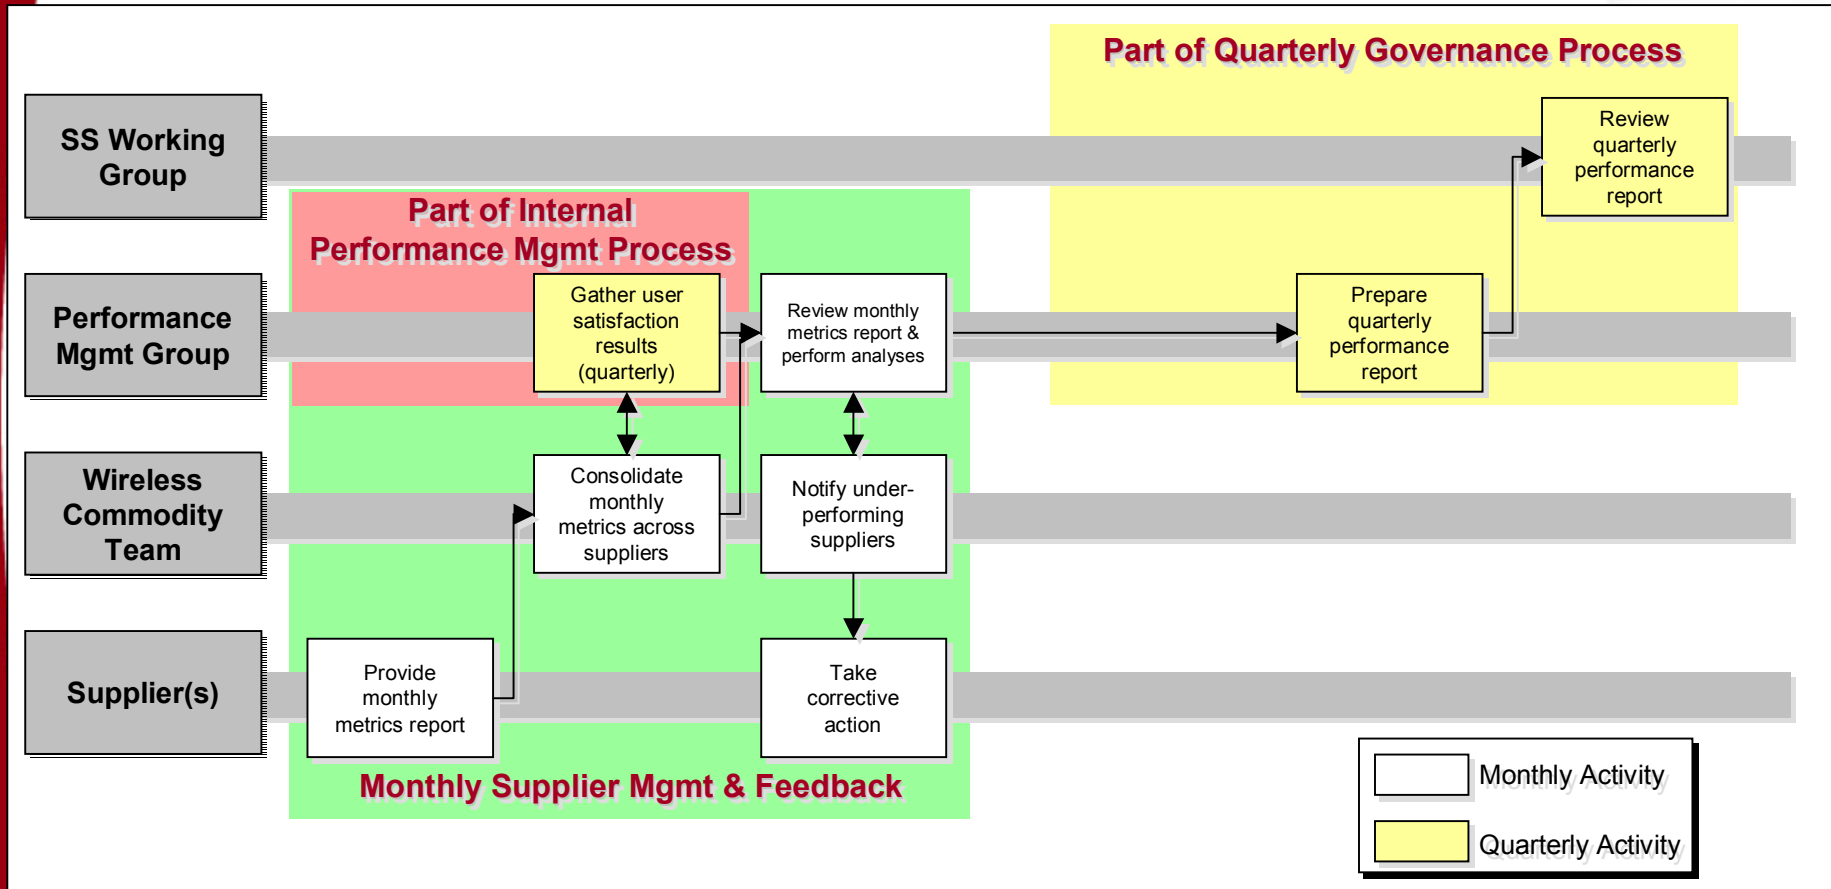 Part of Quarterly Governance Process
SS Working
Group
Review
quarterly
performance
report
Part of Internal
Performance Mgmt Process
Performance
Mgmt Group
Gather user
satisfaction
results
(quarterly)
Review monthly
metrics report &
perform analyses
Prepare
quarterly
performance
report
Wireless
Commodity
Team
Consolidate
monthly
metrics across
suppliers
Notify under-
performing
suppliers
Supplier(s)
Provide
monthly
metrics report
Take
corrective
action
Monthly Supplier Mgmt & Feedback
Monthly Activity
Quarterly Activity